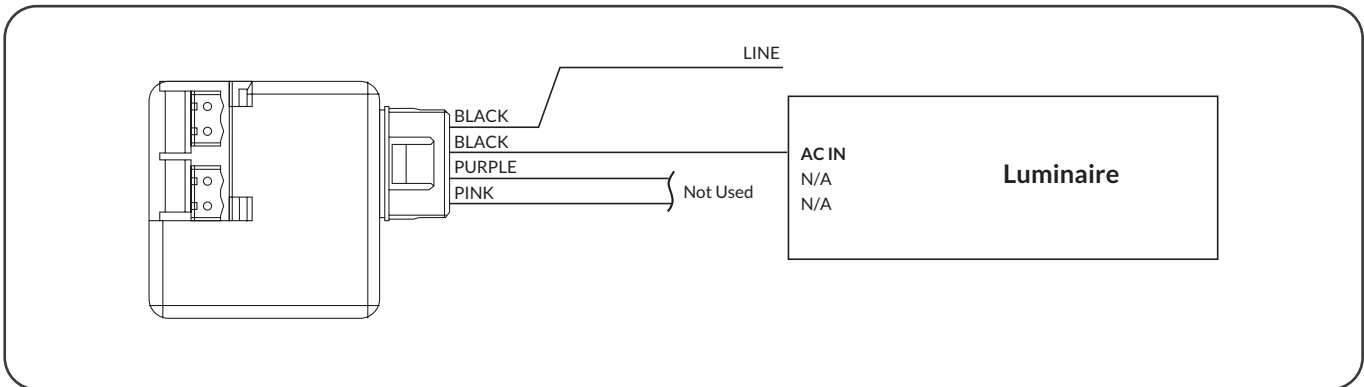 LINE
BLACK
BLACK
PURPLE
PINK
Not Used
AC IN
N/A
N/A
Luminaire